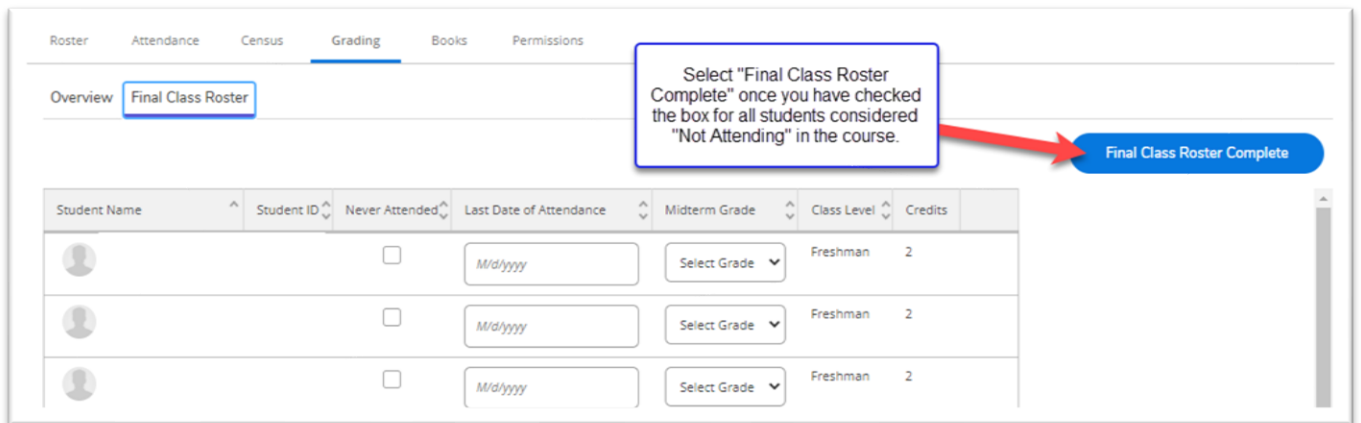 Roster Attendance Census Grading Books Permissions
Select "Final Class Roster
Complete" once you have checked
the box for all students considered
"Not Attending" in the course.
Overview Final Class Roster
Final Class Roster Complete
Student Name Student ID Never Attended Last Date of Attendance Midterm Grade Class Level Credits
M/d/yyyy Select Grade Freshman 2
M/d/yyyy Select Grade Freshman 2
M/d/yyyy Select Grade Freshman 2